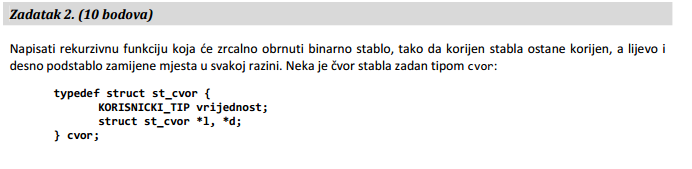 Zadatak 2. (10 bodova)
Napisati rekurzivnu funkciju koja će zrcalno obrnuti binarno stablo, tako da korijen stabla ostane korijen, a lijevo i
desno podstablo zamijene mjesta u svakoj razini. Neka je čvor stabla zadan tipom cvor:
typedef struct st_cvor {
KORISNICKI_TIP vrijednost;
struct st_cvor *l, *d;
} cvor;